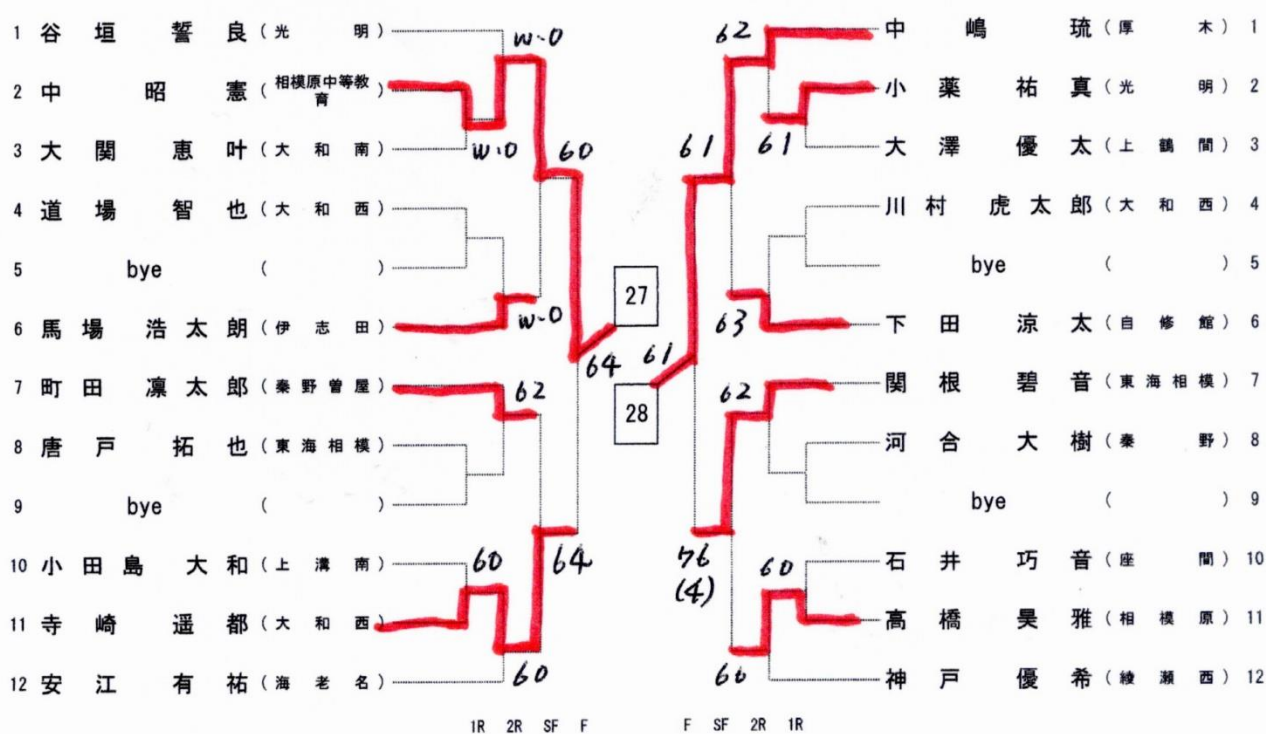 1 谷垣 誓良 (光明)
2 中 昭憲 (相模原中等教育)
3 大関 恵叶 (大和南)
4 道場 智也 (大和西)
5 bye ( )
6 馬場 浩太朗 (伊志田)
7 町田 凜太郎 (秦野曽屋)
8 唐戸 拓也 (東海相模)
9 bye ( )
10 小田島 大和 (上溝南)
11 寺崎 遥都 (大和西)
12 安江 有祐 (海老名)
w-0
w-0
60
w-0
62
60
64
60
64
27
28
61
62
61
61
63
62
76
(4)
60
60
中嶋 琉 (厚木) 1
小薬 祐真 (光明) 2
大澤 優太 (上鶴間) 3
川村 虎太郎 (大和西) 4
bye ( ) 5
下田 涼太 (自修館) 6
関根 碧音 (東海相模) 7
河合 大樹 (秦野) 8
bye ( ) 9
石井 巧音 (座間) 10
高橋 昊雅 (相模原) 11
神戸 優希 (綾瀬西) 12
1R 2R SF F
F SF 2R 1R